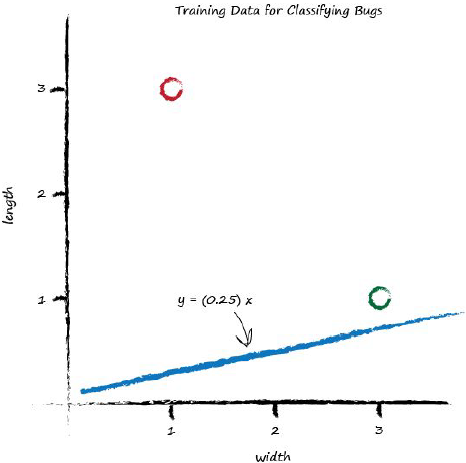 Training Data for Classifying Bugs
3
2
length
1
y = (0.25) x
1
2
3
width